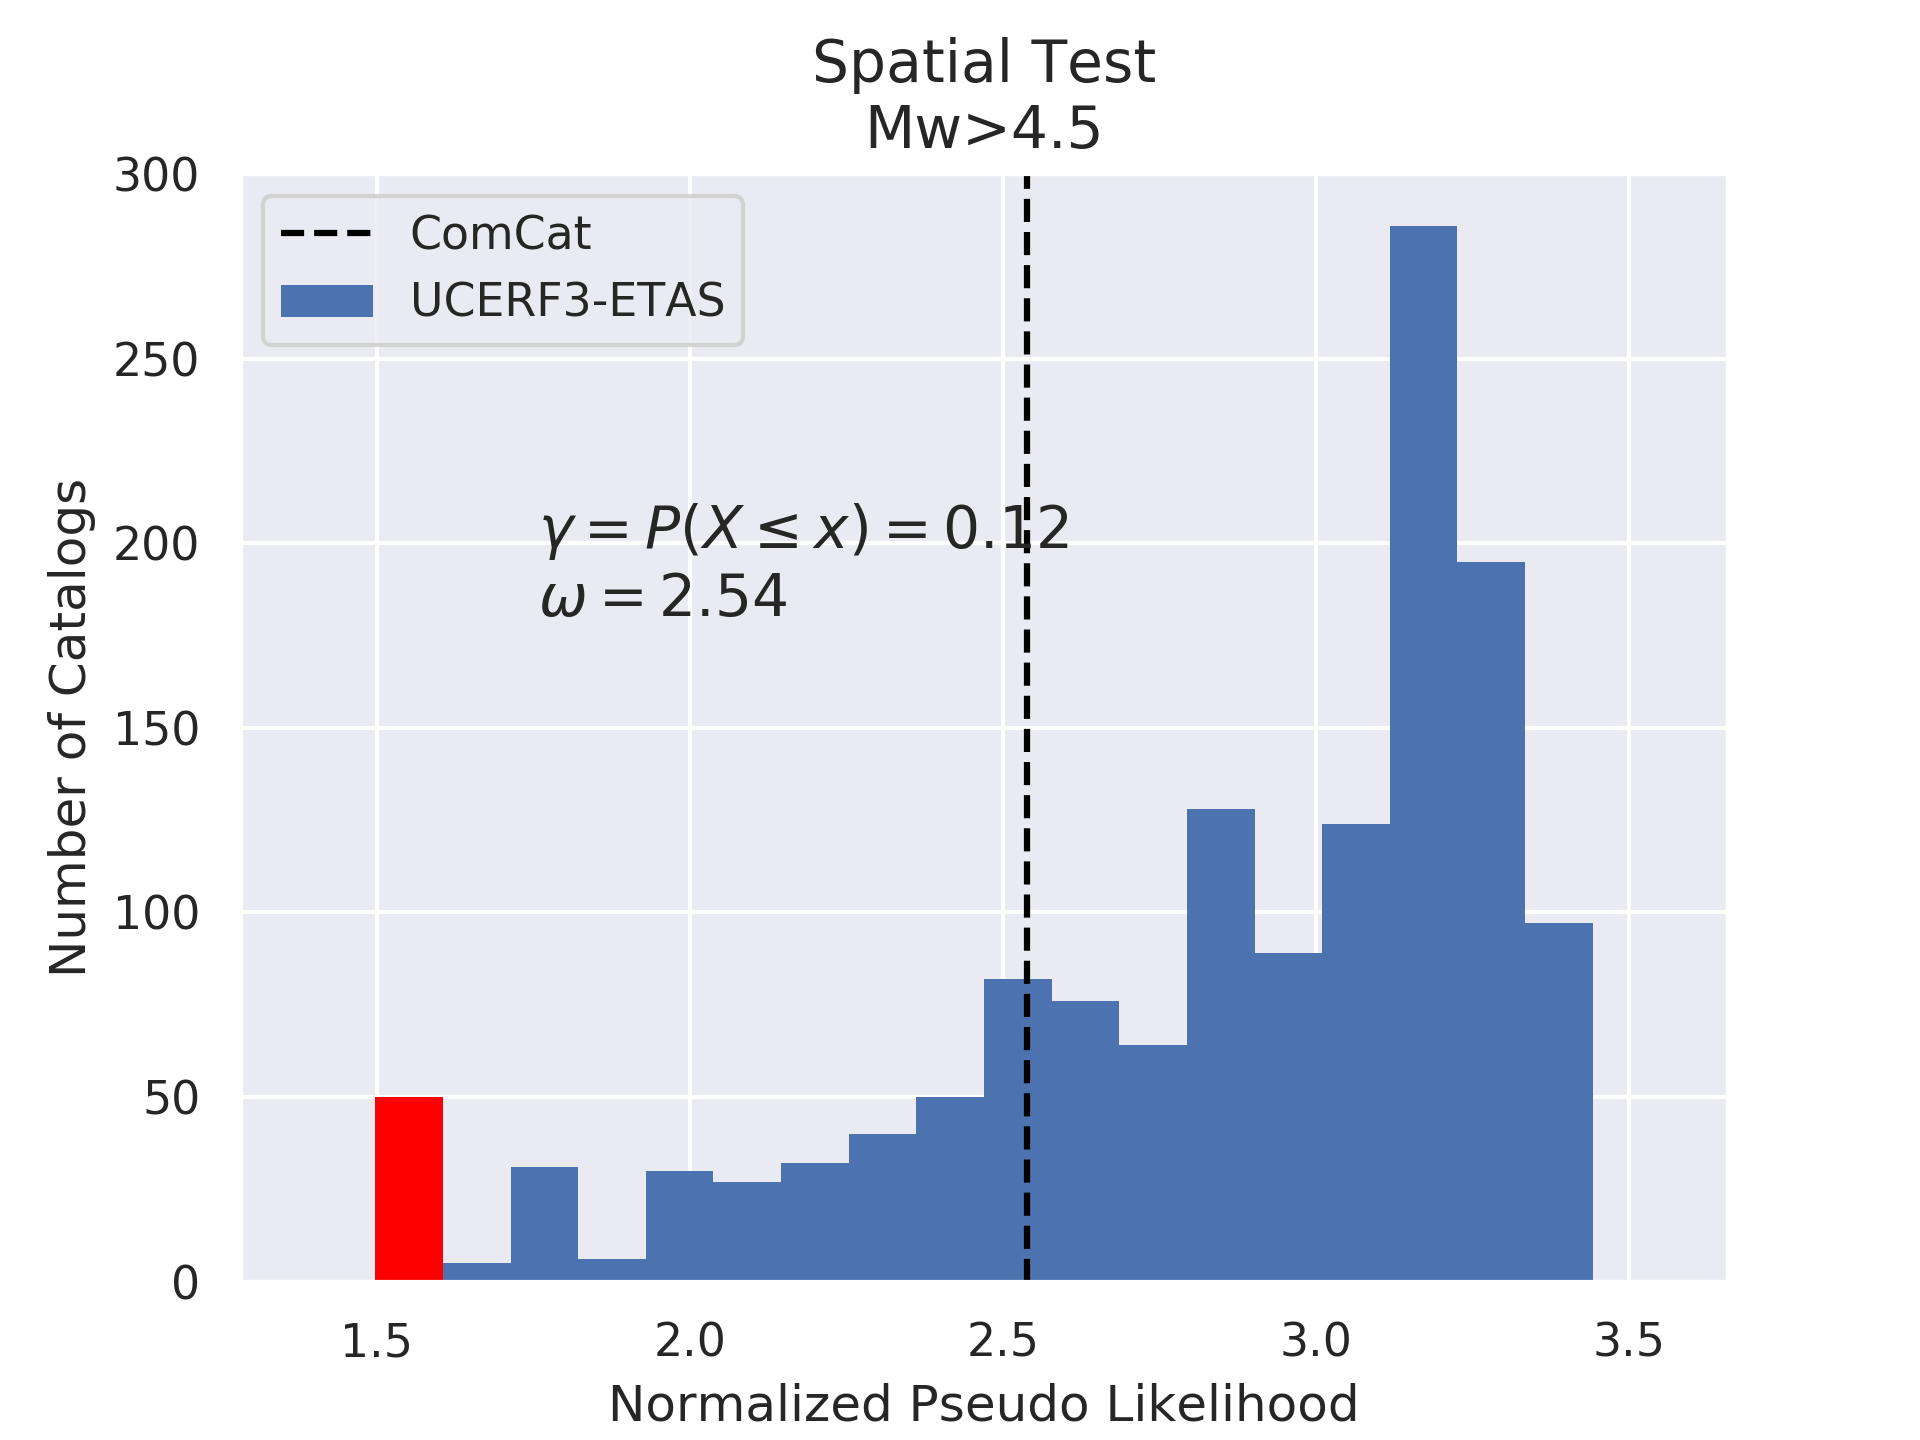 Spatial Test
Mw>4.5
ComCat
UCERF3-ETAS
γ = P(X ≤ x) = 0.12
ω = 2.54
Number of Catalogs
300
250
200
150
100
50
0
1.5 2.0 2.5 3.0 3.5
Normalized Pseudo Likelihood